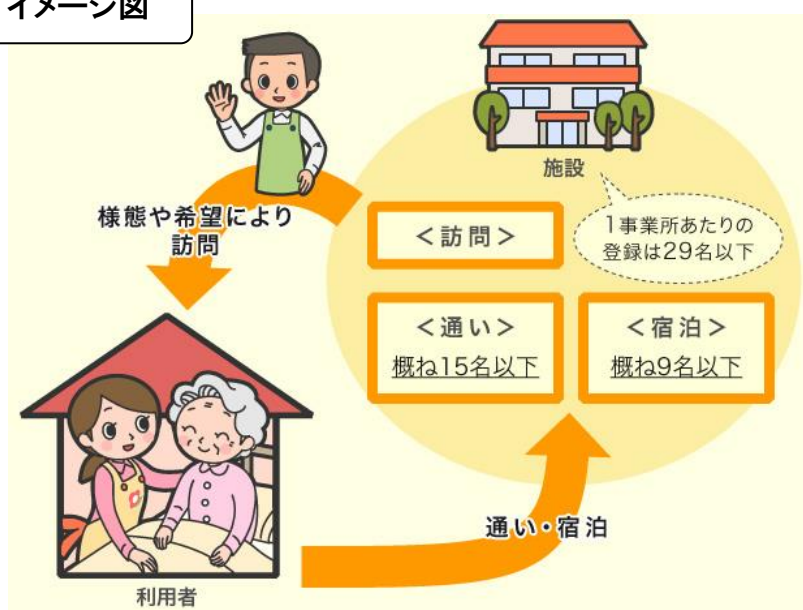 イメージ図
施設
1事業所あたりの
登録は29名以下
様態や希望により
訪問
＜訪問＞
＜通い＞
概ね15名以下
＜宿泊＞
概ね9名以下
通い・宿泊
利用者